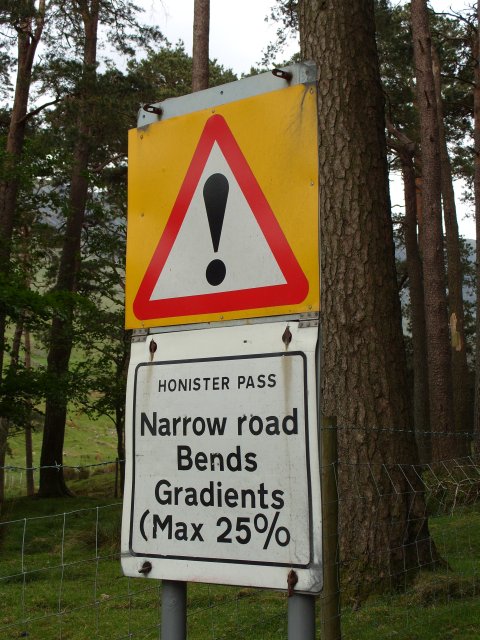 !
HONISTER PASS
Narrow road
Bends
Gradients
(Max 25%